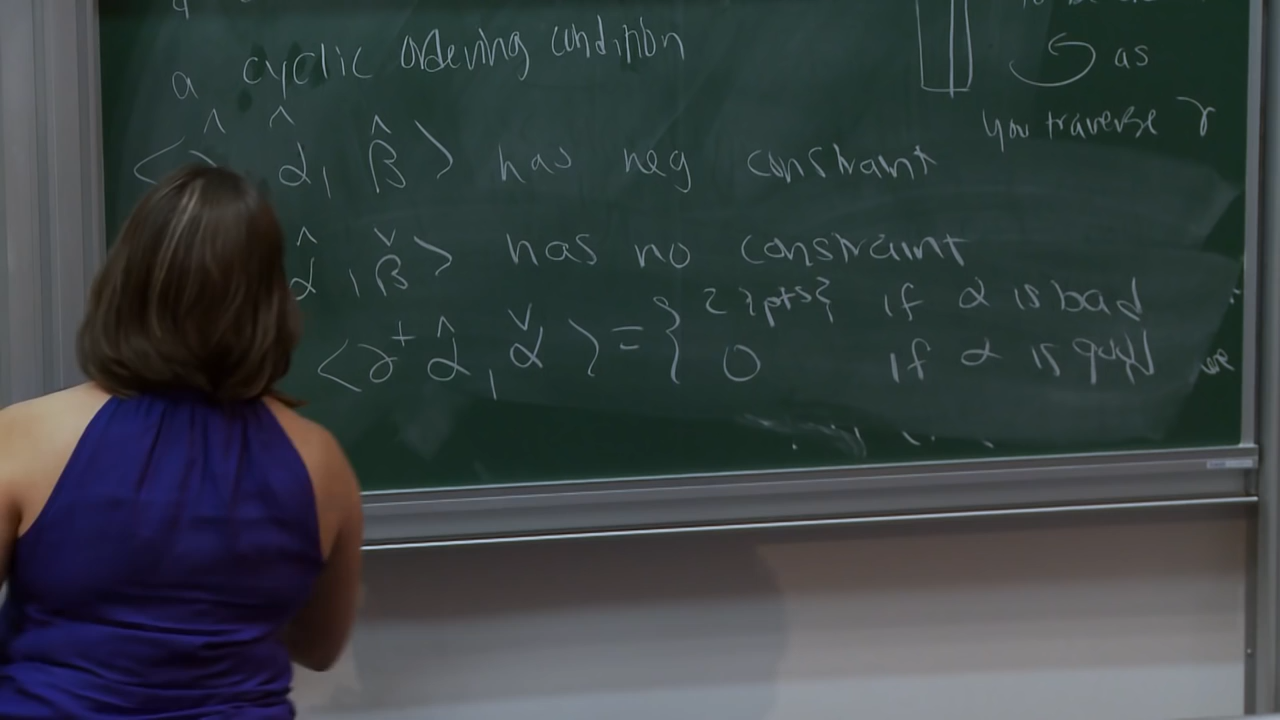 a cyclic ordering condition
α̂, β̂ ⟩ has neg constraint
α̂, β̌ ⟩ has no constraint
⟨∂⁺ α̂, α̌ ⟩ = { 2 {pts} if α is bad
0 if α is good
as
you traverse γ